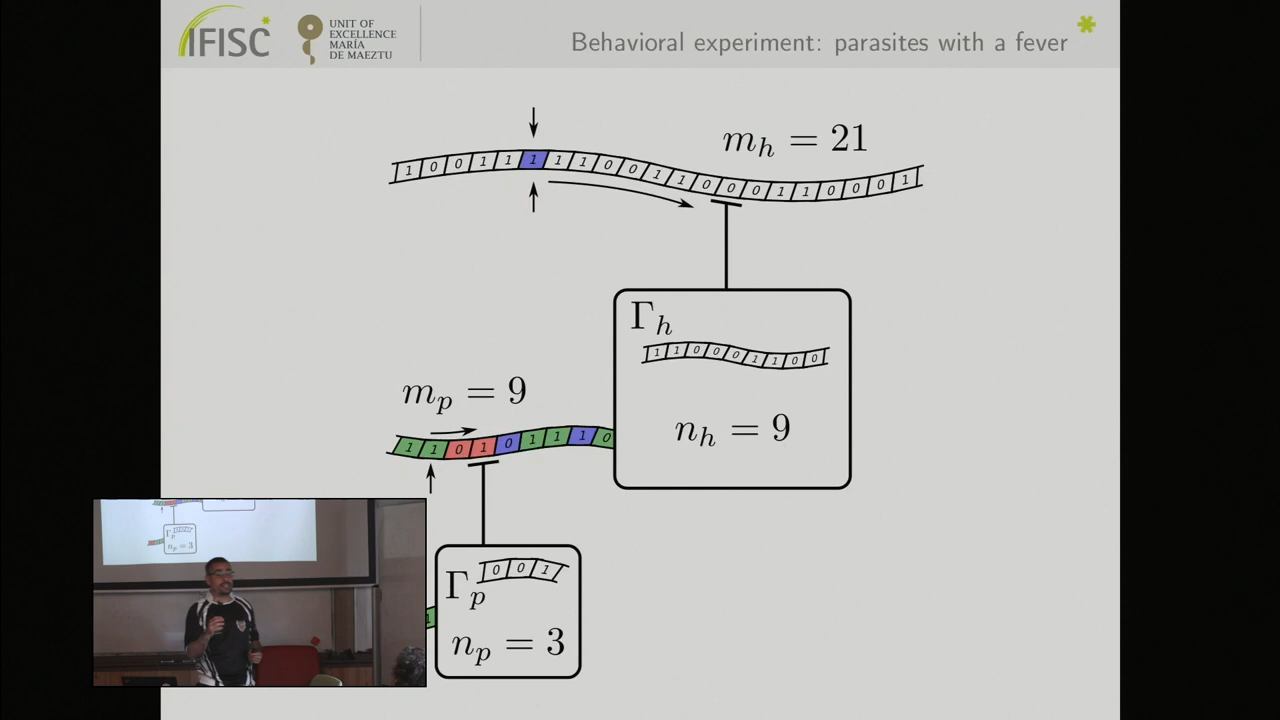 IFISC
UNIT OF
EXCELLENCE
MARÍA
DE MAEZTU
Behavioral experiment: parasites with a fever
m_h = 21
1 0 0 1 1 1 1 1 0 0 1 1 0 0 0 1 1 0 0 0 1
Γ_h
1 1 0 0 0 1 1 0 0
n_h = 9
m_p = 9
1 1 0 1 0 1 1 1 0
Γ_p
0 0 1
n_p = 3
1
Γ_p
n_p = 3